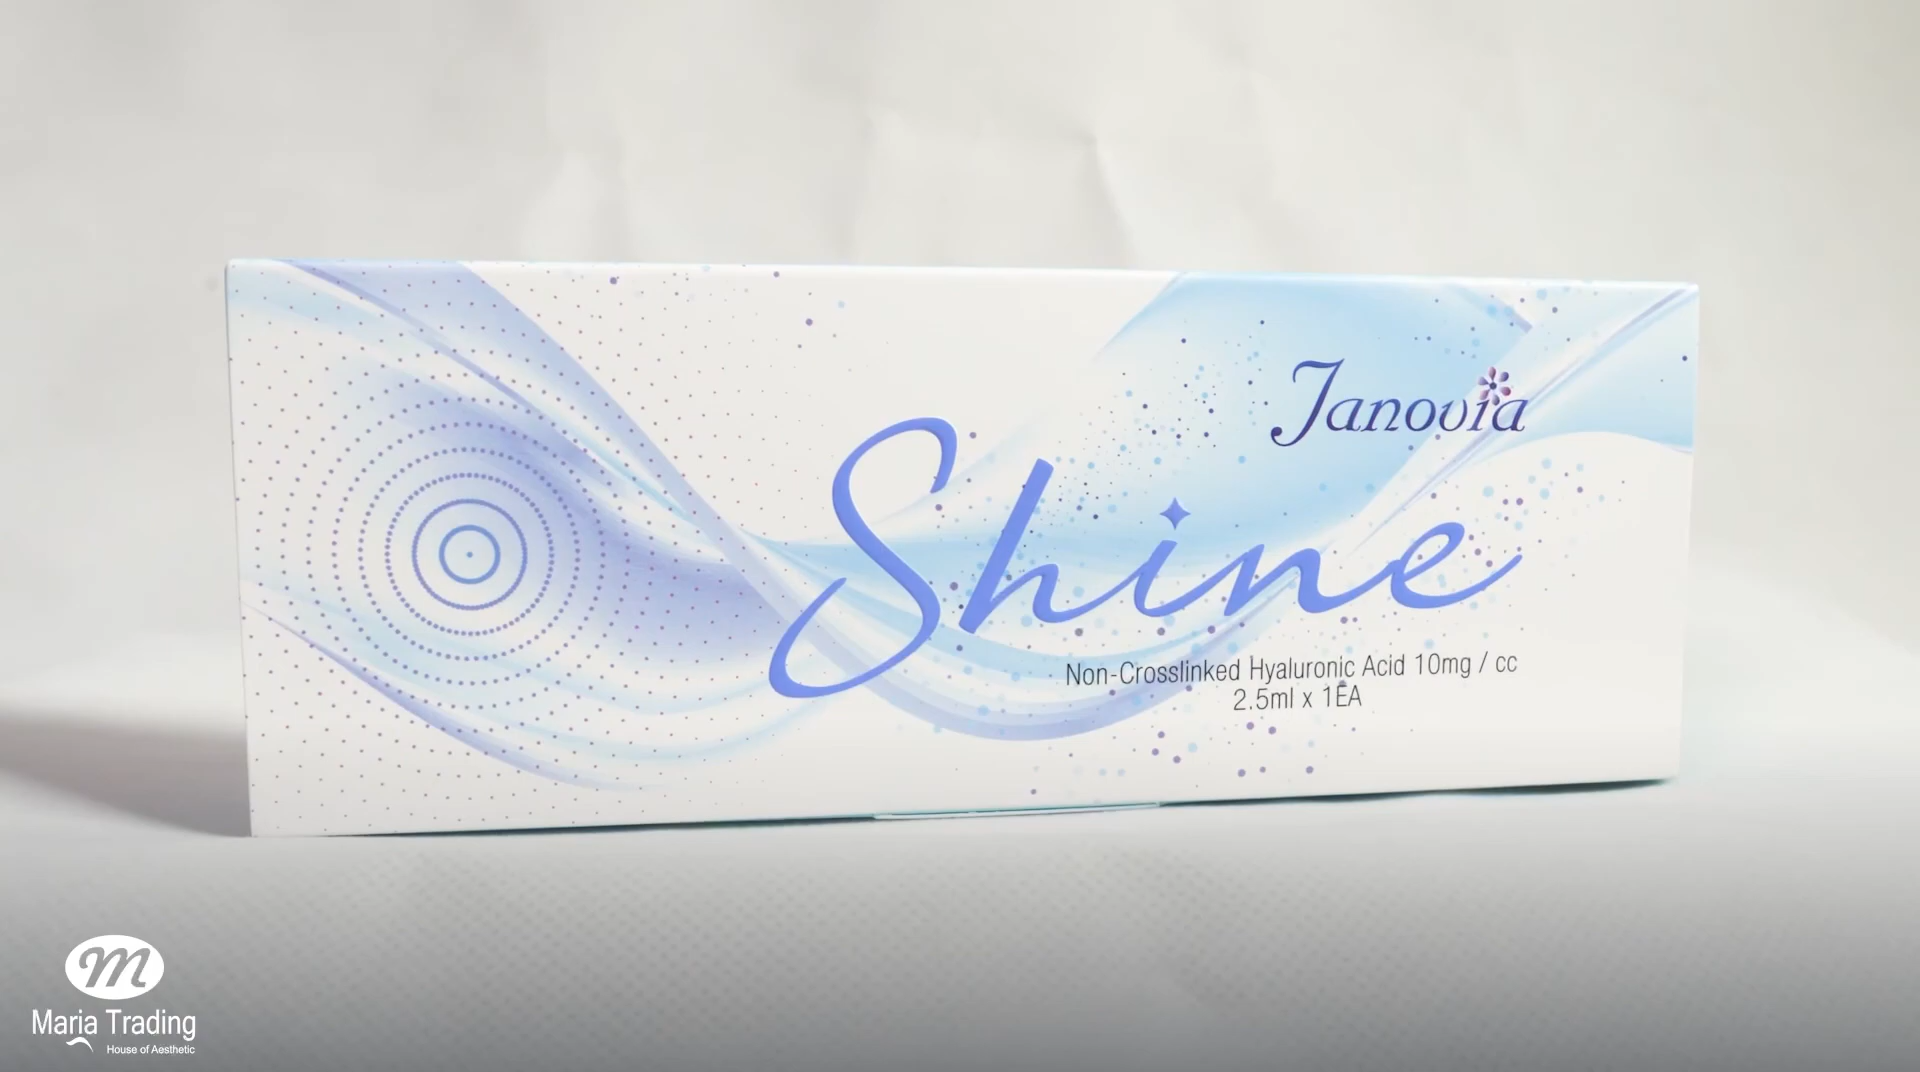 Janovia
Shine
Non-Crosslinked Hyaluronic Acid 10mg / cc
2.5ml x 1EA
m
Maria Trading
House of Aesthetic